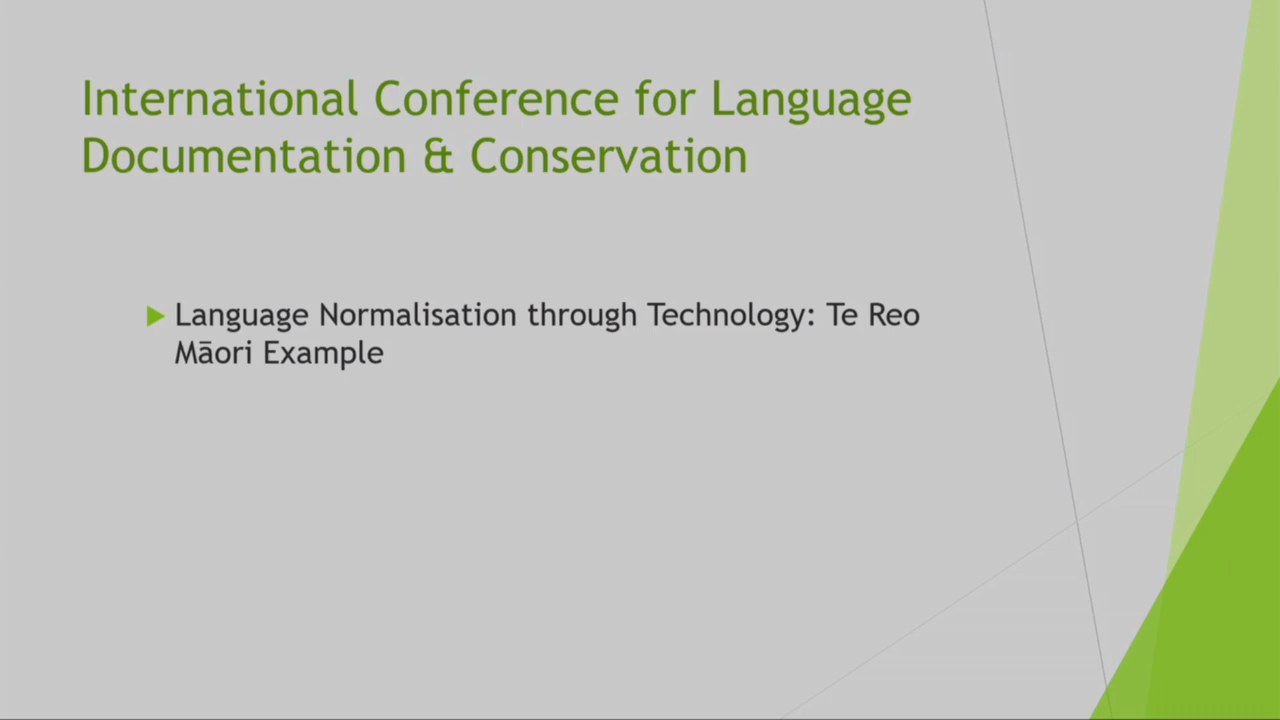 International Conference for Language
Documentation & Conservation
Language Normalisation through Technology: Te Reo
Māori Example